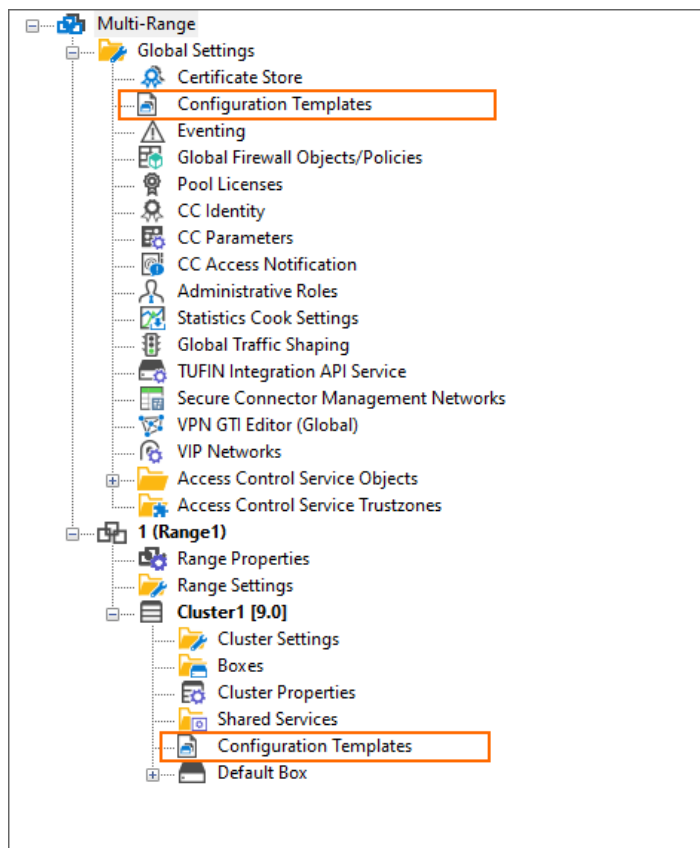 Multi-Range
Global Settings
Certificate Store
Configuration Templates
Eventing
Global Firewall Objects/Policies
Pool Licenses
CC Identity
CC Parameters
CC Access Notification
Administrative Roles
Statistics Cook Settings
Global Traffic Shaping
TUFIN Integration API Service
Secure Connector Management Networks
VPN GTI Editor (Global)
VIP Networks
Access Control Service Objects
Access Control Service Trustzones
1 (Range1)
Range Properties
Range Settings
Cluster1 [9.0]
Cluster Settings
Boxes
Cluster Properties
Shared Services
Configuration Templates
Default Box